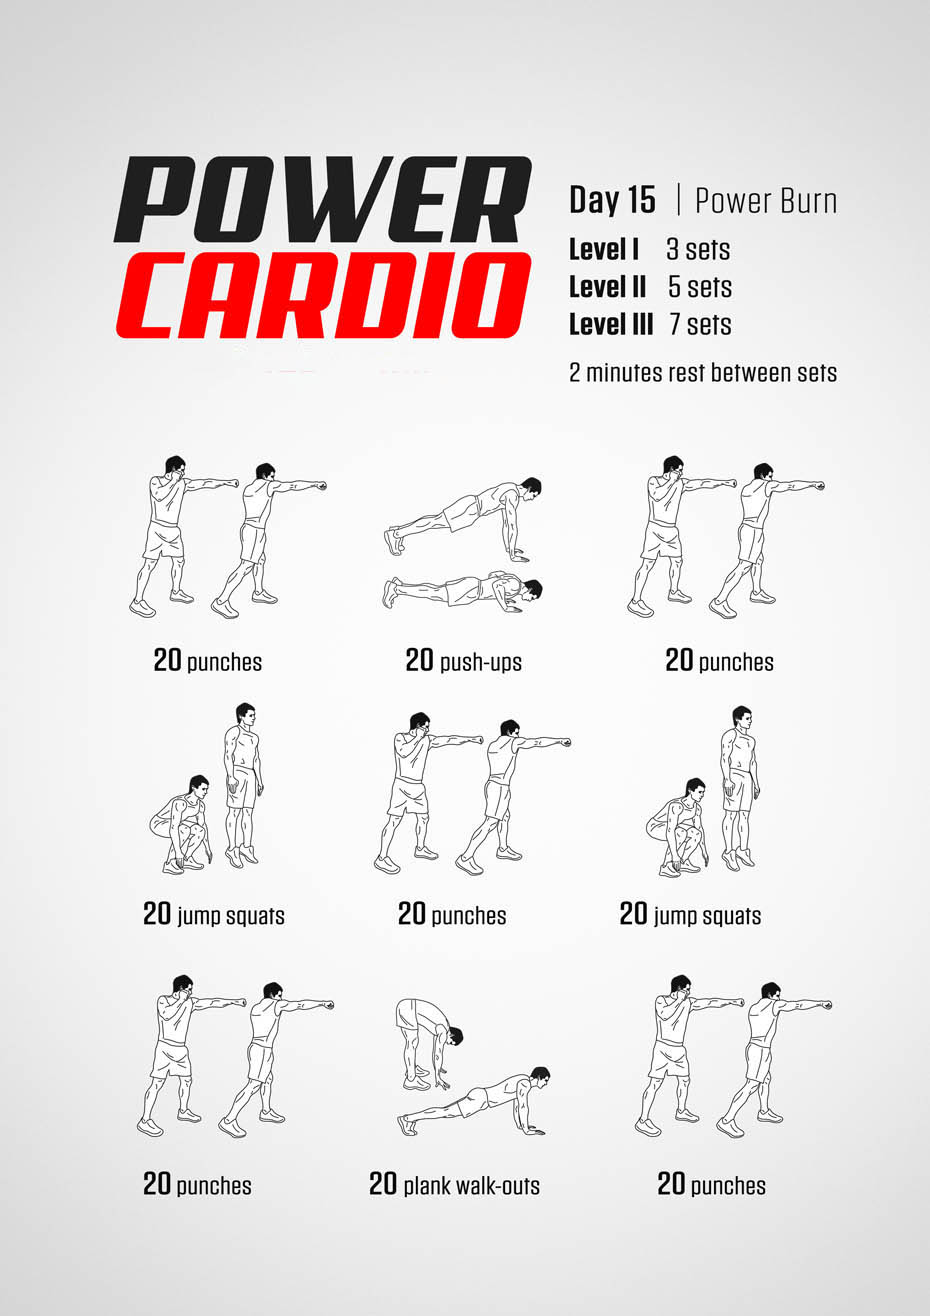 POWER
CARDIO
Day 15 | Power Burn
Level I 3 sets
Level II 5 sets
Level III 7 sets
2 minutes rest between sets
20 punches
20 push-ups
20 punches
20 jump squats
20 punches
20 jump squats
20 punches
20 plank walk-outs
20 punches